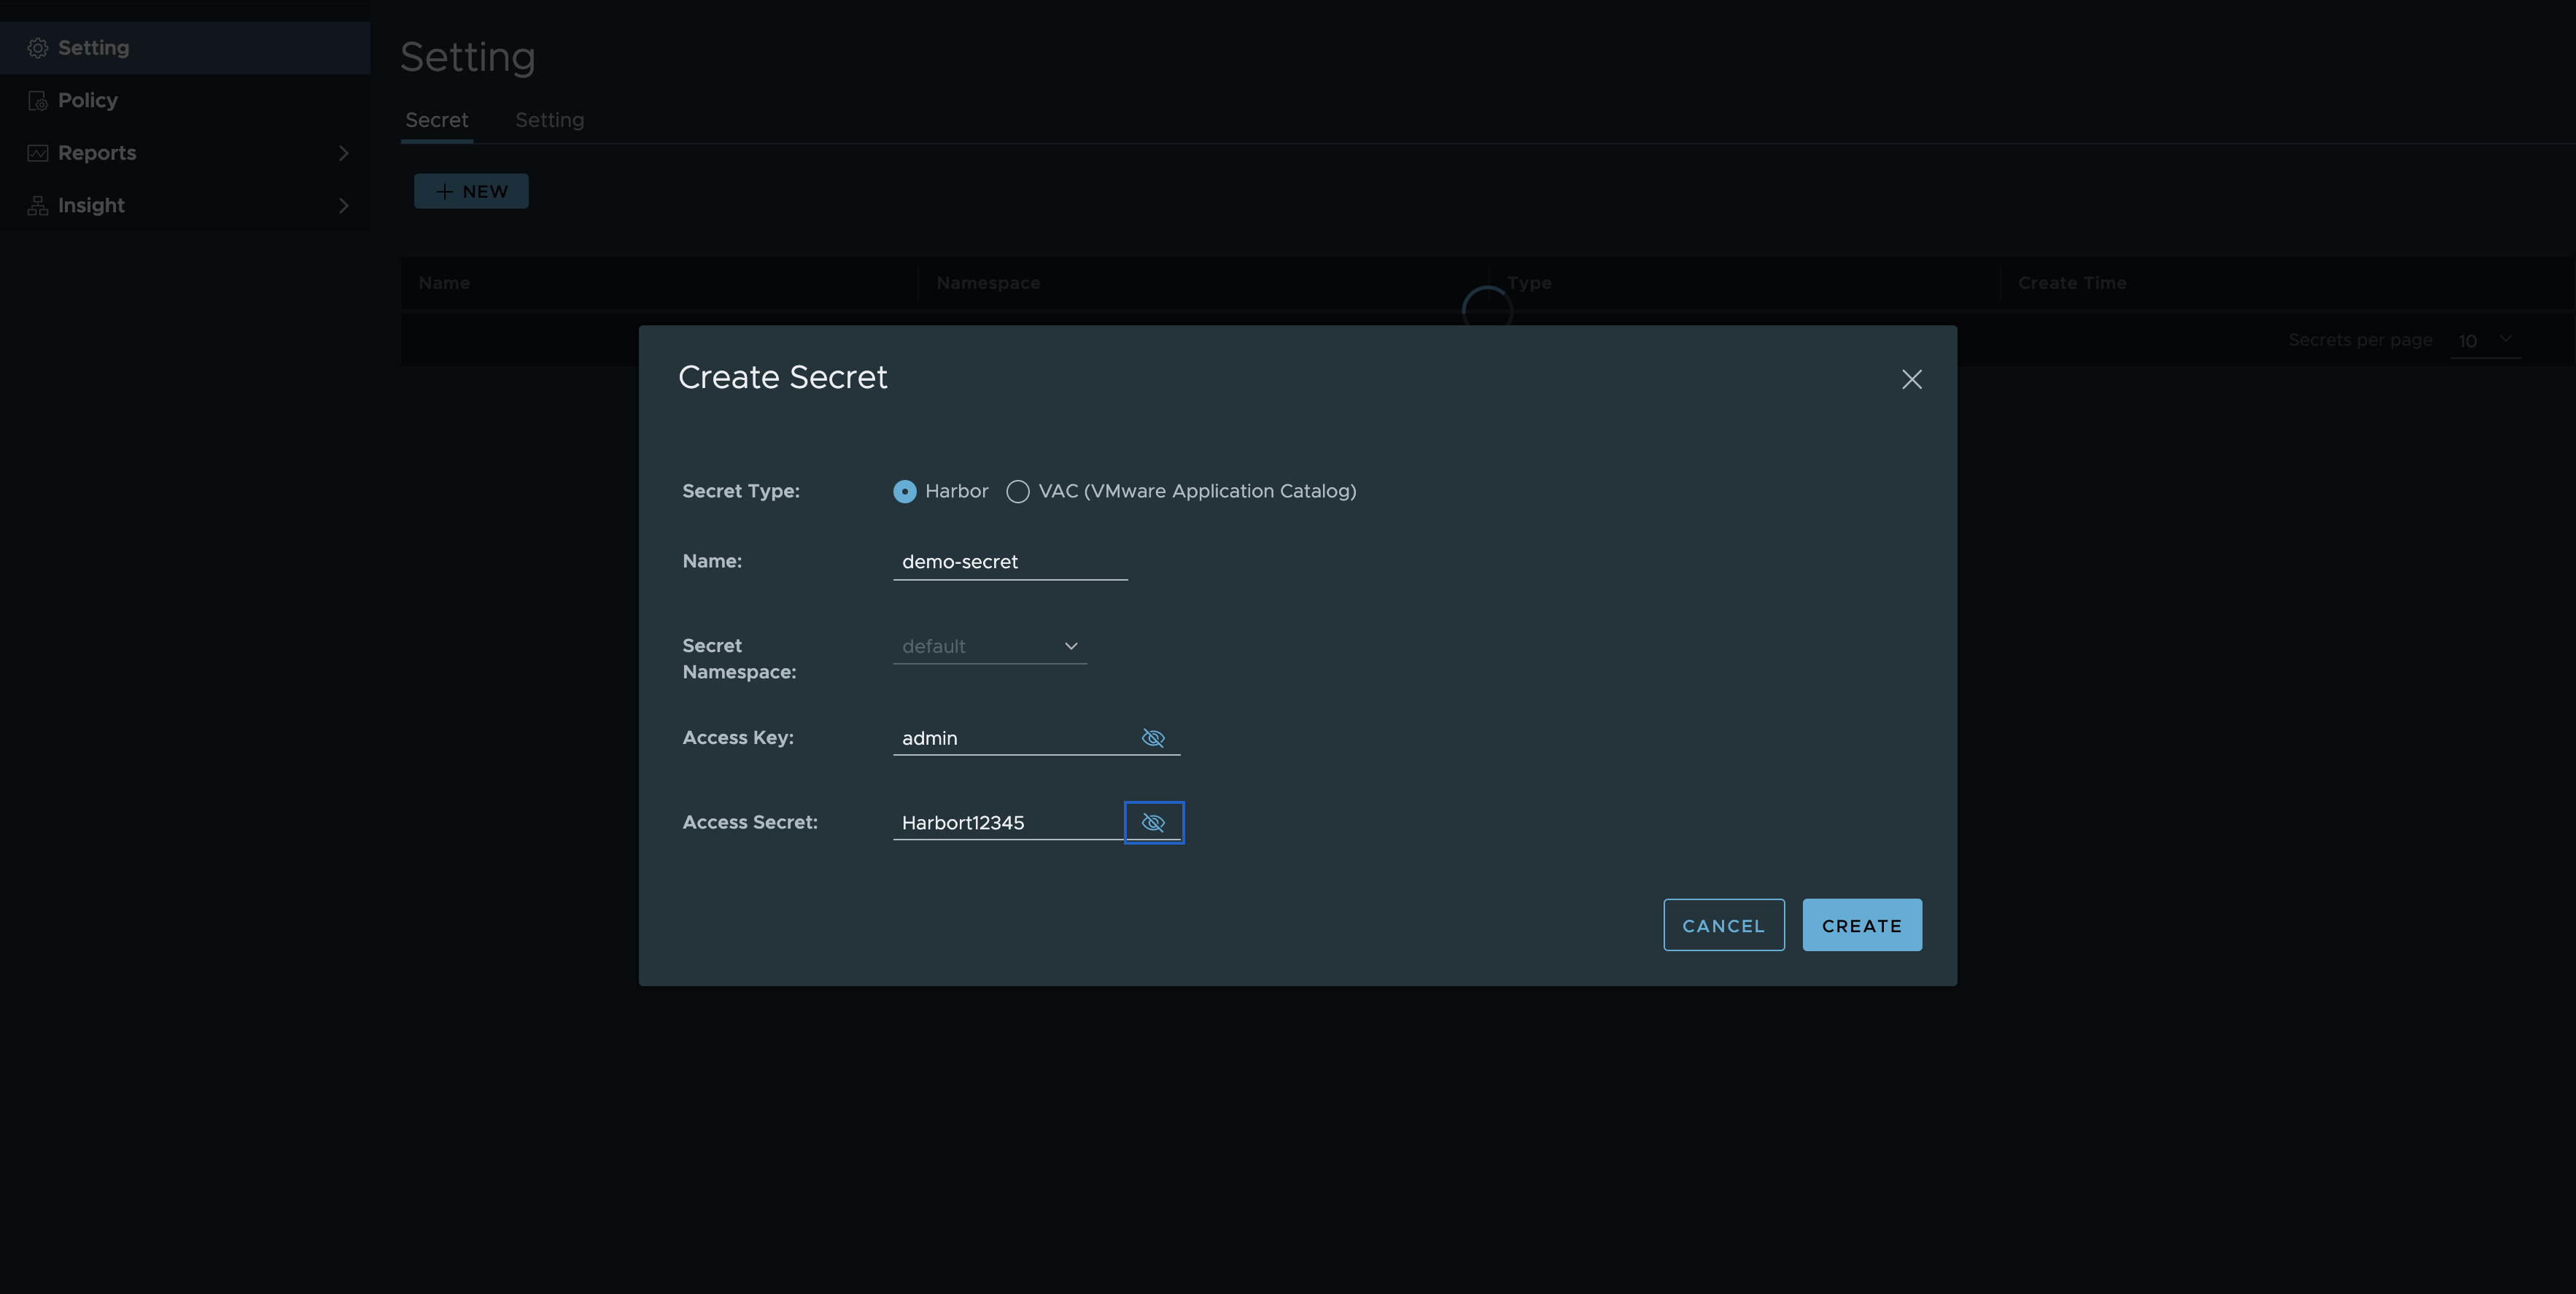 Setting
Policy
Reports
Insight
Setting
Secret Setting
+ NEW
Name Namespace Type Create Time
Secrets per page 10
Create Secret
Secret Type: Harbor VAC (VMware Application Catalog)
Name: demo-secret
Secret Namespace: default
Access Key: admin
Access Secret: Harbort12345
CANCEL CREATE